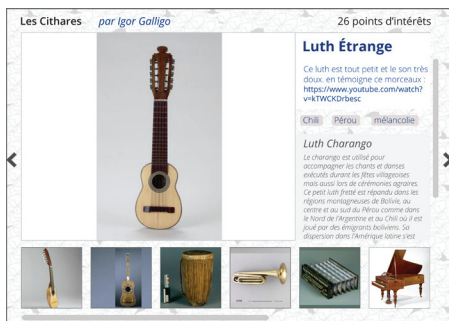 Les Cithares par Igor Galligo 26 points d'intérêts
Luth Étrange
Ce luth est tout petit et le son très
doux. en témoigne ce morceaux :
https://www.youtube.com/watch?
v=kTWCKDrbesc
Chili Pérou mélancolie
Luth Charango
Le charango est utilisé pour
accompagner les chants et danses
exécutés durant les fêtes villageoises
mais aussi lors de cérémonies agraires.
Ce petit luth fretté est répandu dans les
régions montagneuses de Bolivie, au
centre et au sud du Pérou comme dans
le Nord de l'Argentine et au Chili où il est
joué par des émigrants boliviens. Sa
dispersion dans l'Amérique latine s'est